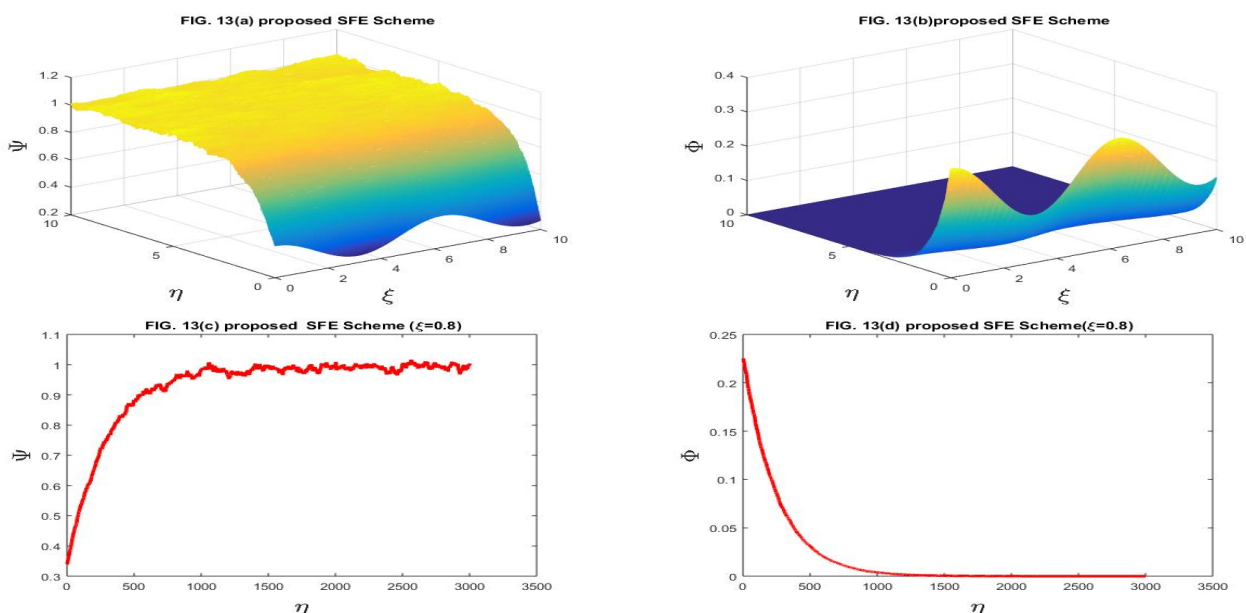 FIG. 13(a) proposed SFE Scheme
1.2
1
0.8
0.6
0.4
0.2
Ψ
10
5
0
η
0
2
4
6
8
10
ξ
FIG. 13(b)proposed SFE Scheme
0.4
0.3
0.2
0.1
0
Φ
10
5
0
η
0
2
4
6
8
10
ξ
FIG. 13(c) proposed SFE Scheme (ξ=0.8)
1.1
1
0.9
0.8
0.7
0.6
0.5
0.4
0.3
Ψ
0 500 1000 1500 2000 2500 3000 3500
η
FIG. 13(d) proposed SFE Scheme(ξ=0.8)
0.25
0.2
0.15
0.1
0.05
0
Φ
0 500 1000 1500 2000 2500 3000 3500
η